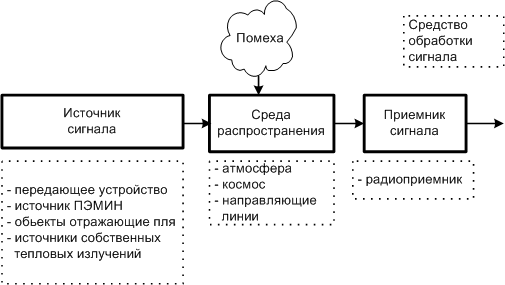 Помеха
Средство
обработки
сигнала
Источник
сигнала
Среда
распространения
Приемник
сигнала
- передающее устройство
- источник ПЭМИН
- обьекты отражающие пля
- источники собственных
тепловых излучений
- атмосфера
- космос
- направляющие
линии
- радиоприемник